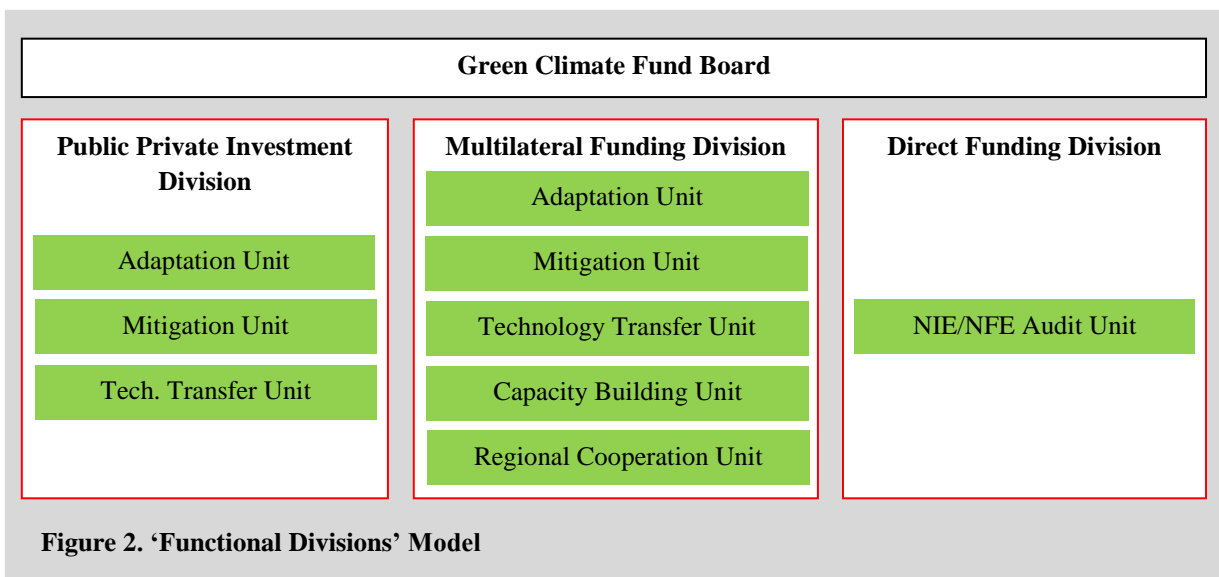 Green Climate Fund Board
Public Private Investment
Division
Adaptation Unit
Mitigation Unit
Tech. Transfer Unit
Multilateral Funding Division
Adaptation Unit
Mitigation Unit
Technology Transfer Unit
Capacity Building Unit
Regional Cooperation Unit
Direct Funding Division
NIE/NFE Audit Unit
Figure 2. ‘Functional Divisions’ Model